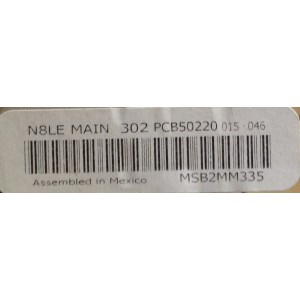 N8LE MAIN 302 PCB50220 015-046
Assembled in Mexico MSB2MM335